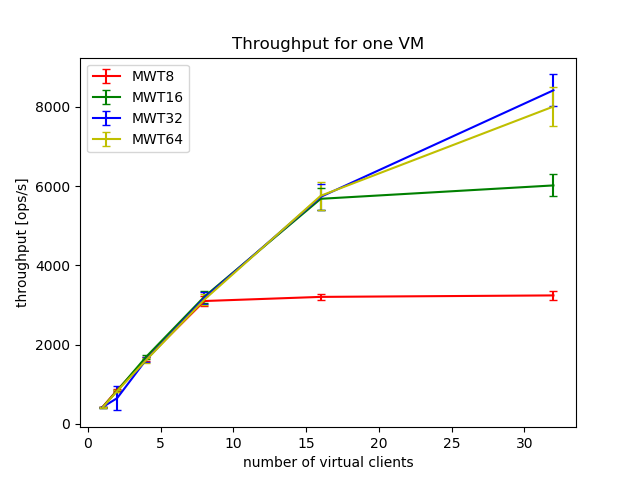 Throughput for one VM
MWT8
MWT16
MWT32
MWT64
throughput [ops/s]
8000
6000
4000
2000
0
0 5 10 15 20 25 30
number of virtual clients